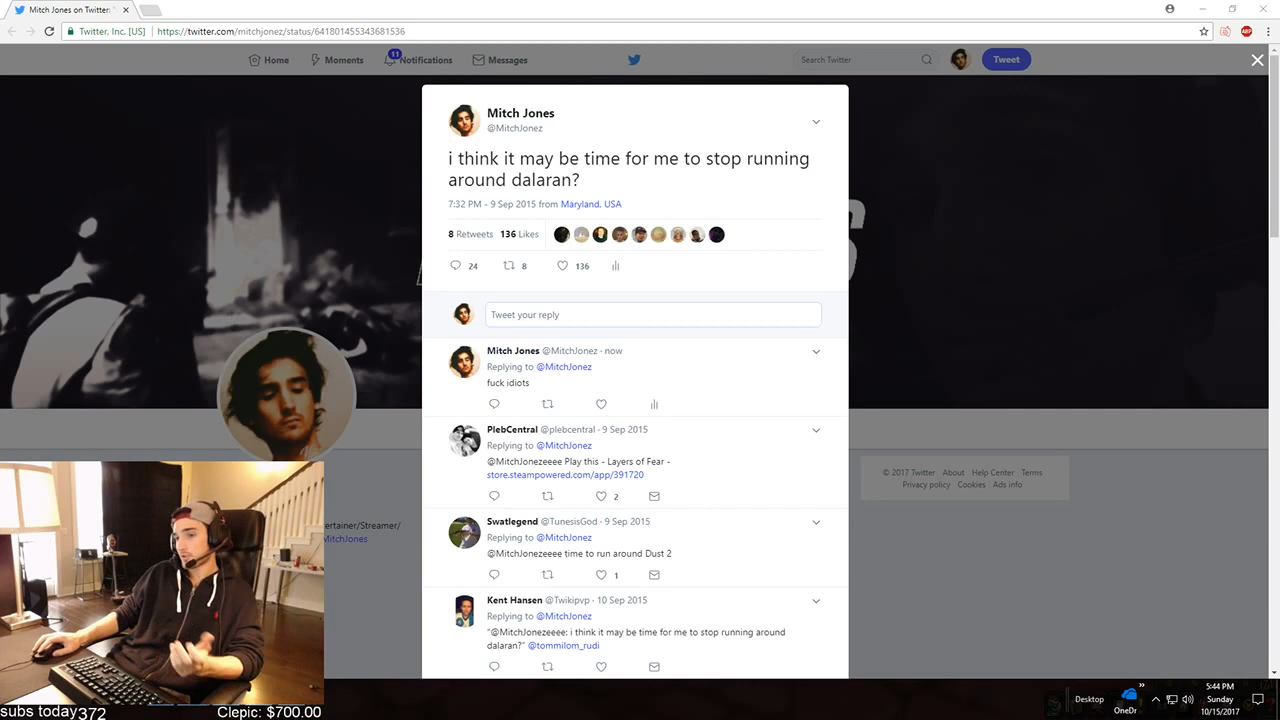 Mitch Jones on Twitter: "
Twitter, Inc. [US] https://twitter.com/mitchjonez/status/641801455343681536
ABP
Home Moments 11 Notifications Messages Search Twitter Tweet
Mitch Jones
@MitchJonez
i think it may be time for me to stop running
around dalaran?
7:32 PM - 9 Sep 2015 from Maryland, USA
8 Retweets 136 Likes
24 8 136
Tweet your reply
Mitch Jones @MitchJonez · now
Replying to @MitchJonez
fuck idiots
PlebCentral @plebcentral · 9 Sep 2015
Replying to @MitchJonez
@MitchJonezeeee Play this - Layers of Fear -
store.steampowered.com/app/391720
2
Swatlegend @TunesisGod · 9 Sep 2015
Replying to @MitchJonez
@MitchJonezeeee time to run around Dust 2
1
Kent Hansen @Twikipvp · 10 Sep 2015
Replying to @MitchJonez
"@MitchJonezeeee: i think it may be time for me to stop running around
dalaran?" @tommilom_rudi
© 2017 Twitter About Help Center Terms
Privacy policy Cookies Ads info
ertainer/Streamer/
MitchJones
subs today 372 Clepic: $700.00
Desktop » OneDr
5:44 PM
Sunday
10/15/2017